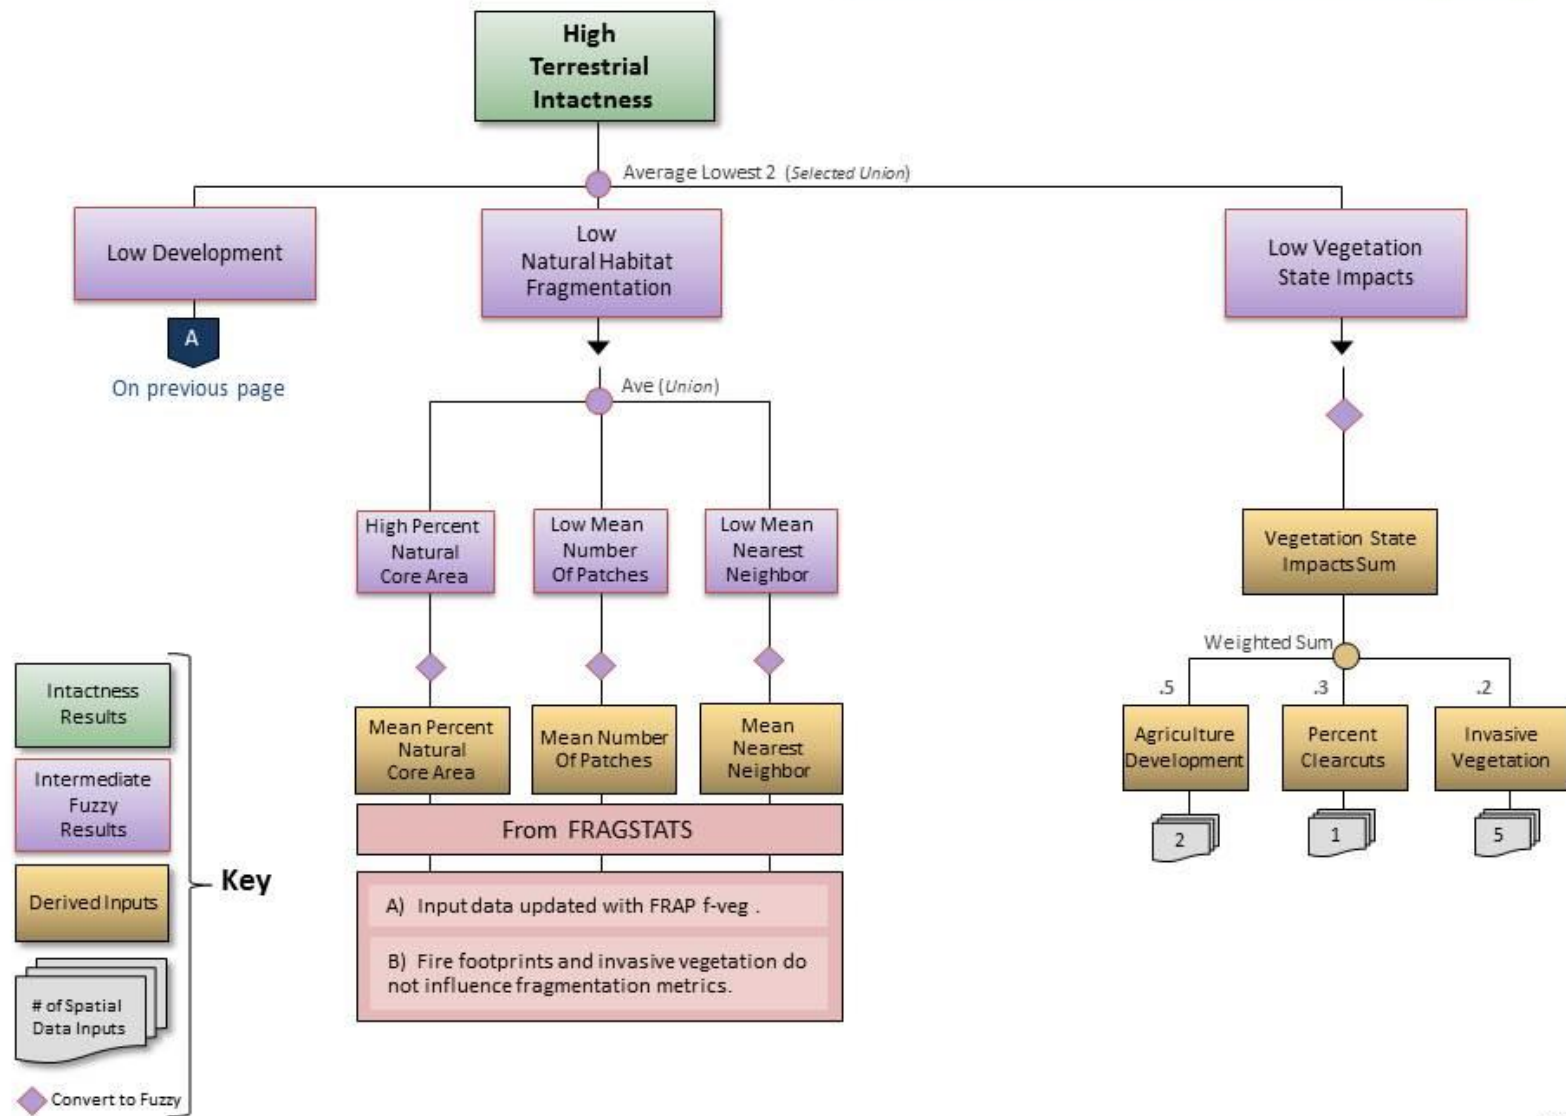 High
Terrestrial
Intactness
Average Lowest 2 (Selected Union)
Low Development
Low
Natural Habitat
Fragmentation
Low Vegetation
State Impacts
A
On previous page
Ave (Union)
High Percent
Natural
Core Area
Low Mean
Number
Of Patches
Low Mean
Nearest
Neighbor
Vegetation State
Impacts Sum
Weighted Sum
.5
.3
.2
Mean Percent
Natural
Core Area
Mean Number
Of Patches
Mean
Nearest
Neighbor
Agriculture
Development
Percent
Clearcuts
Invasive
Vegetation
2
1
5
From FRAGSTATS
A) Input data updated with FRAP f-veg .
B) Fire footprints and invasive vegetation do
not influence fragmentation metrics.
Intactness
Results
Intermediate
Fuzzy
Results
Derived Inputs
# of Spatial
Data Inputs
Convert to Fuzzy
Key